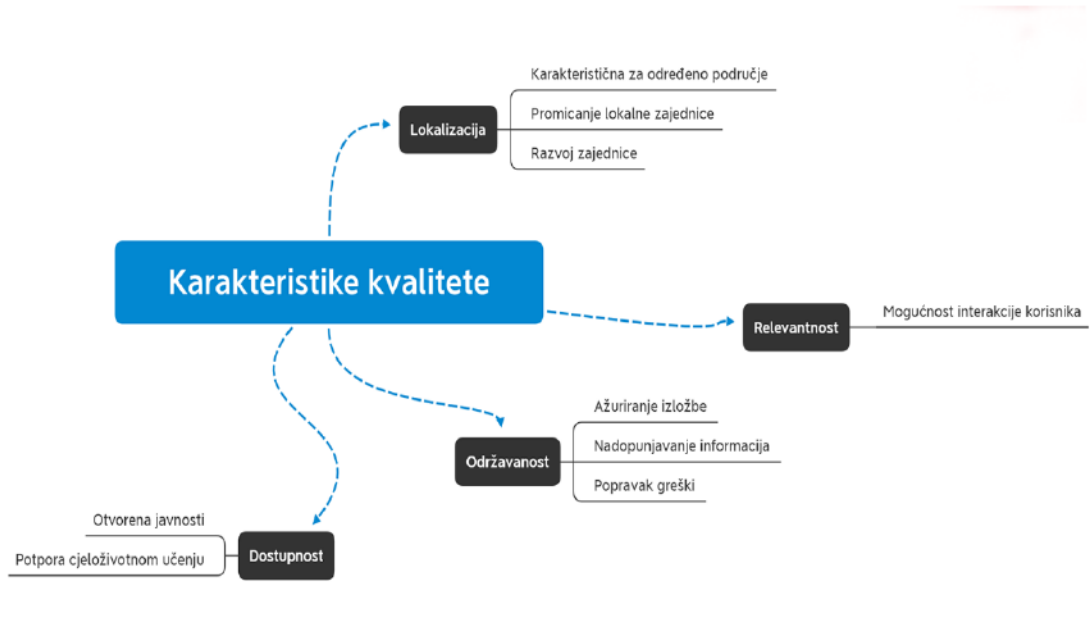 Karakteristike kvalitete
Lokalizacija
Karakteristična za određeno područje
Promicanje lokalne zajednice
Razvoj zajednice
Relevantnost
Mogućnost interakcije korisnika
Održavanost
Ažuriranje izložbe
Nadopunjavanje informacija
Popravak greški
Dostupnost
Otvorena javnosti
Potpora cjeloživotnom učenju